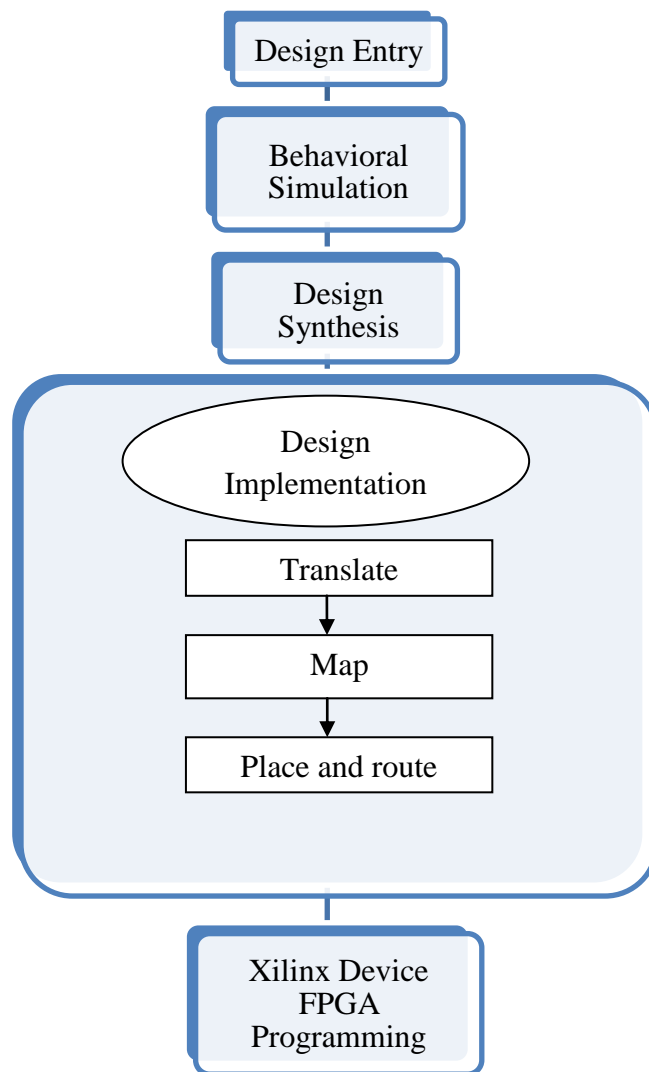 Design Entry
Behavioral
Simulation
Design
Synthesis
Design
Implementation
Translate
Map
Place and route
Xilinx Device
FPGA
Programming